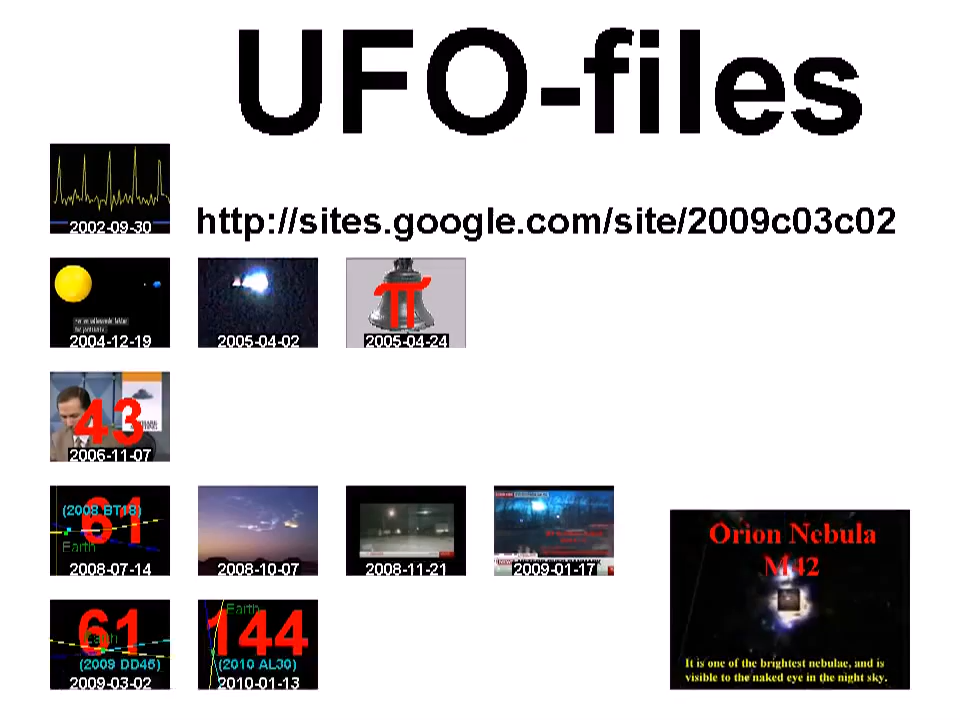 UFO-files
2002-09-30
http://sites.google.com/site/2009c03c02
2004-12-19
2005-04-02
π
2005-04-24
43
2006-11-07
61
(2008 BT18)
Earth
2008-07-14
2008-10-07
2008-11-21
2009-01-17
Orion Nebula
M42
It is one of the brightest nebulae, and is
visible to the naked eye in the night sky.
61
Earth
(2009 DD45)
2009-03-02
Earth
144
(2010 AL30)
2010-01-13